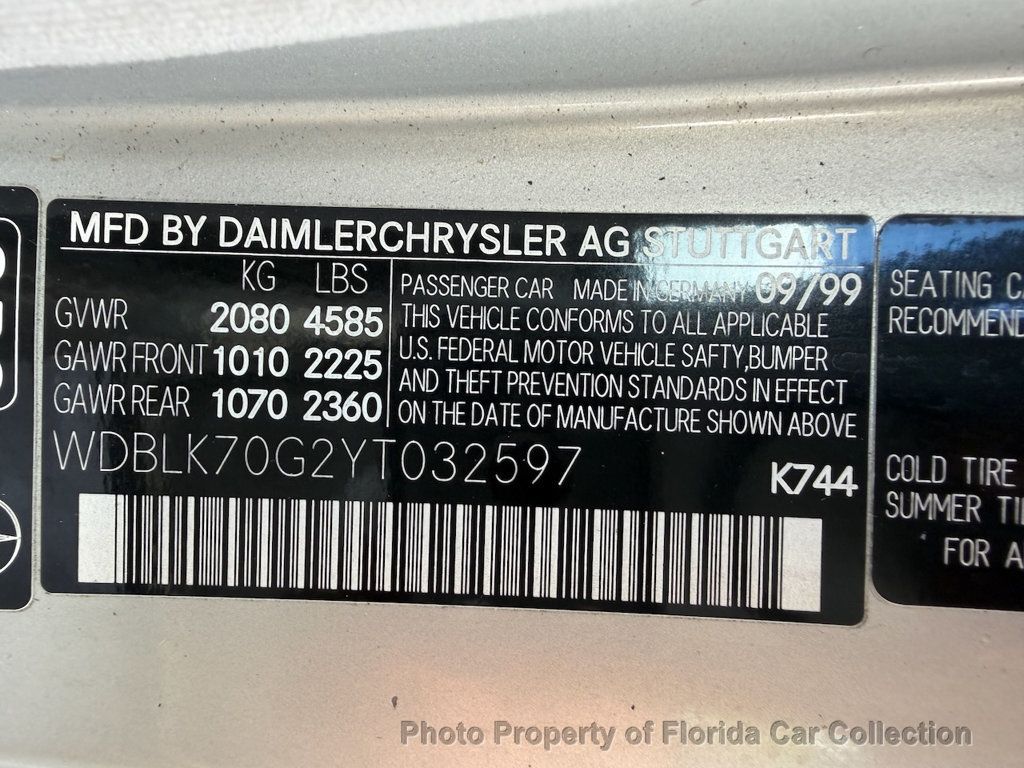 MFD BY DAIMLERCHRYSLER AG STUTTGART
KG LBS
GVWR 2080 4585
GAWR FRONT 1010 2225
GAWR REAR 1070 2360
PASSENGER CAR MADE IN GERMANY 09/99
THIS VEHICLE CONFORMS TO ALL APPLICABLE
U.S. FEDERAL MOTOR VEHICLE SAFTY,BUMPER
AND THEFT PREVENTION STANDARDS IN EFFECT
ON THE DATE OF MANUFACTURE SHOWN ABOVE
WDBLK70G2YT032597
K744
SEATING
RECOMMEND
COLD TIRE
SUMMER
FOR
Photo Property of Florida Car Collection